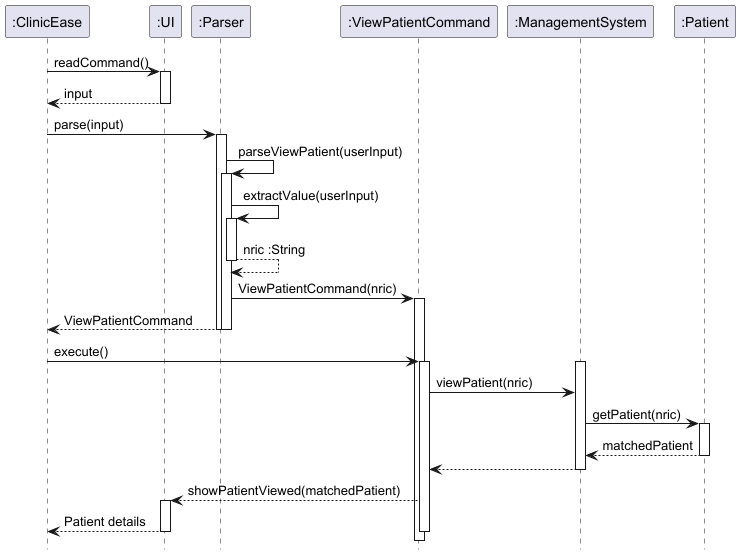 :ClinicEase
:UI
:Parser
:ViewPatientCommand
:ManagementSystem
:Patient
readCommand()
input
parse(input)
parseViewPatient(userInput)
extractValue(userInput)
nric :String
ViewPatientCommand(nric)
ViewPatientCommand
execute()
viewPatient(nric)
getPatient(nric)
matchedPatient
showPatientViewed(matchedPatient)
Patient details